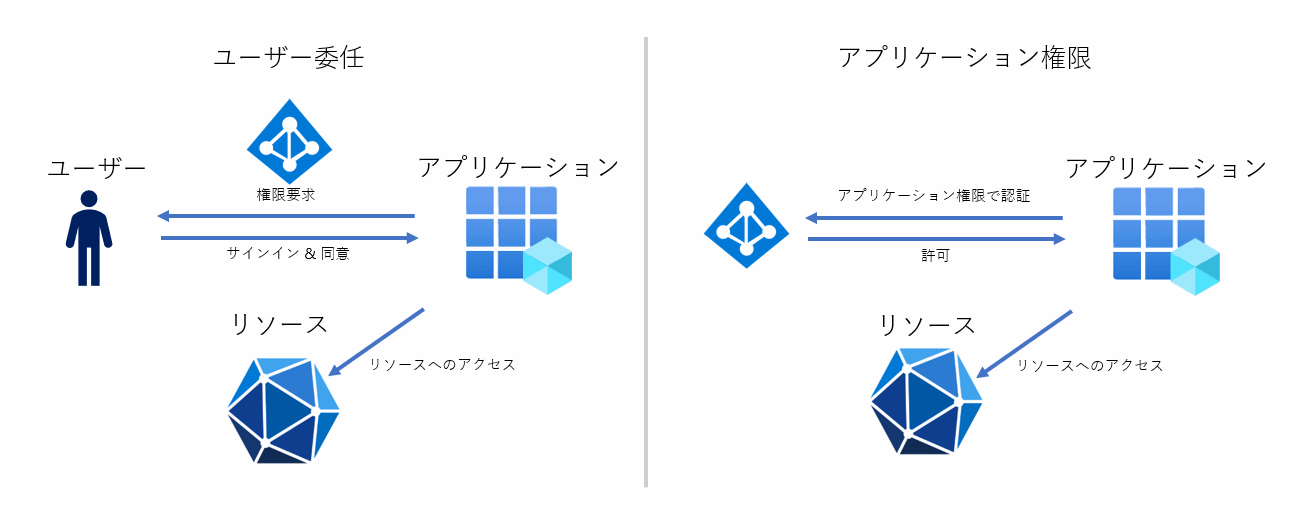 ユーザー委任
ユーザー
アプリケーション
権限要求
サインイン & 同意
リソース
リソースへのアクセス
アプリケーション権限
アプリケーション
アプリケーション権限で認証
許可
リソース
リソースへのアクセス